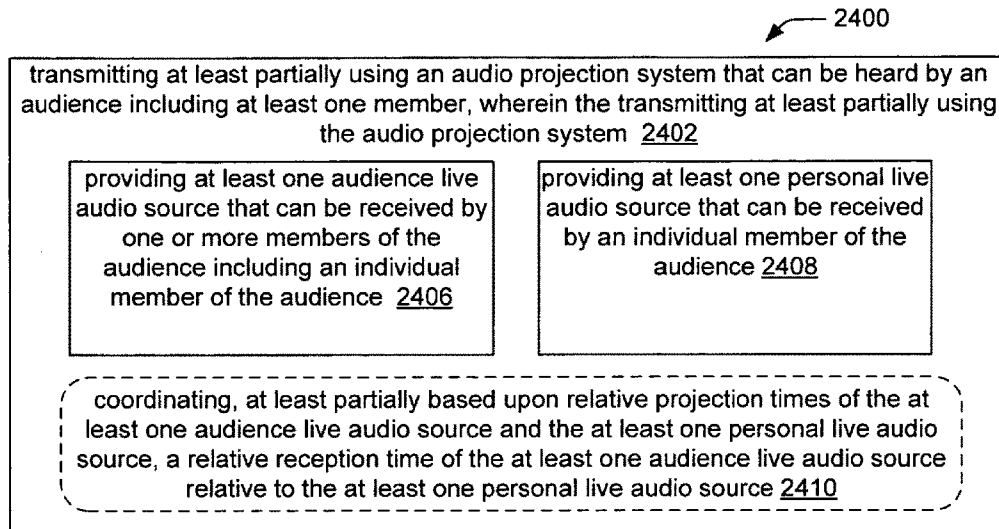 2400
transmitting at least partially using an audio projection system that can be heard by an
audience including at least one member, wherein the transmitting at least partially using
the audio projection system 2402
providing at least one audience live
audio source that can be received by
one or more members of the
audience including an individual
member of the audience 2406
providing at least one personal live
audio source that can be received
by an individual member of the
audience 2408
coordinating, at least partially based upon relative projection times of the at
least one audience live audio source and the at least one personal live audio
source, a relative reception time of the at least one audience live audio source
relative to the at least one personal live audio source 2410